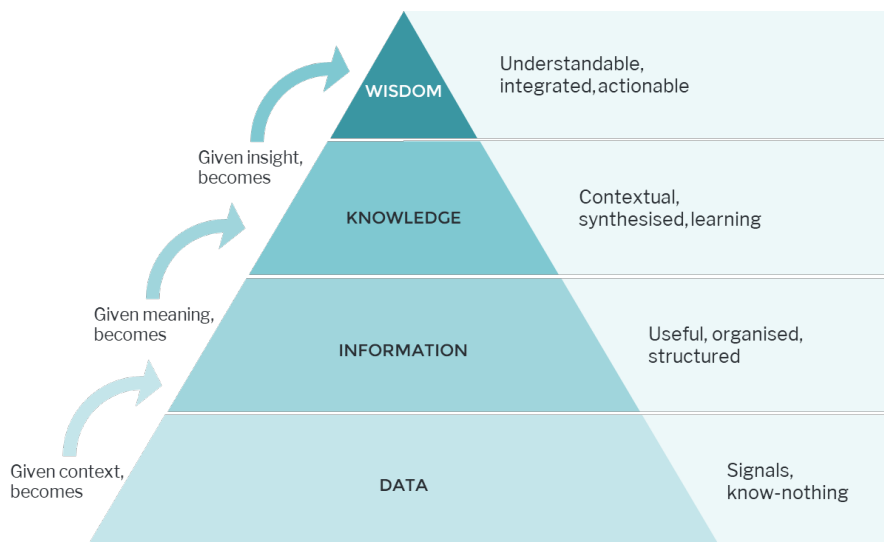 WISDOM
Understandable,
integrated, actionable
Given insight,
becomes
KNOWLEDGE
Contextual,
synthesised, learning
Given meaning,
becomes
INFORMATION
Useful, organised,
structured
Given context,
becomes
DATA
Signals,
know-nothing